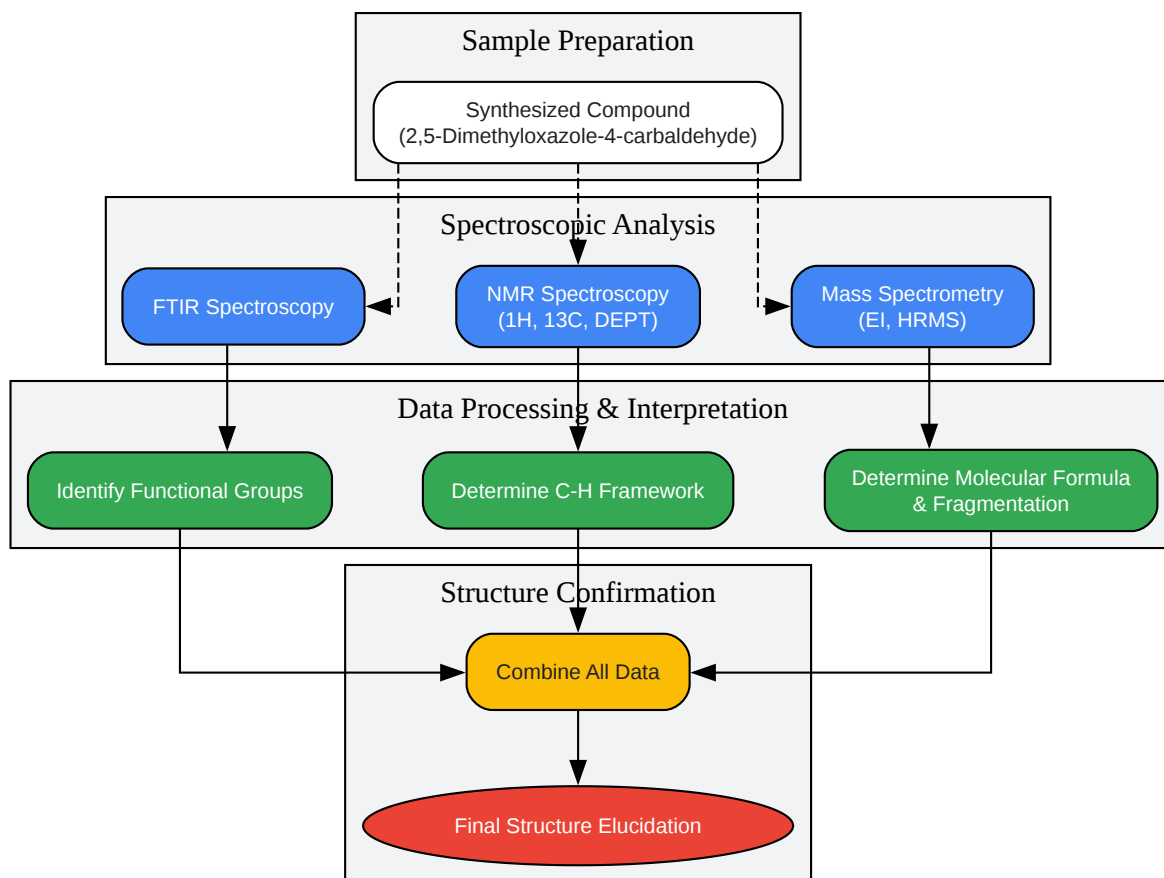 Sample Preparation
Synthesized Compound
(2,5-Dimethyloxazole-4-carbaldehyde)
Spectroscopic Analysis
FTIR Spectroscopy
NMR Spectroscopy
(1H, 13C, DEPT)
Mass Spectrometry
(EI, HRMS)
Data Processing & Interpretation
Identify Functional Groups
Determine C-H Framework
Determine Molecular Formula
& Fragmentation
Structure Confirmation
Combine All Data
Final Structure Elucidation